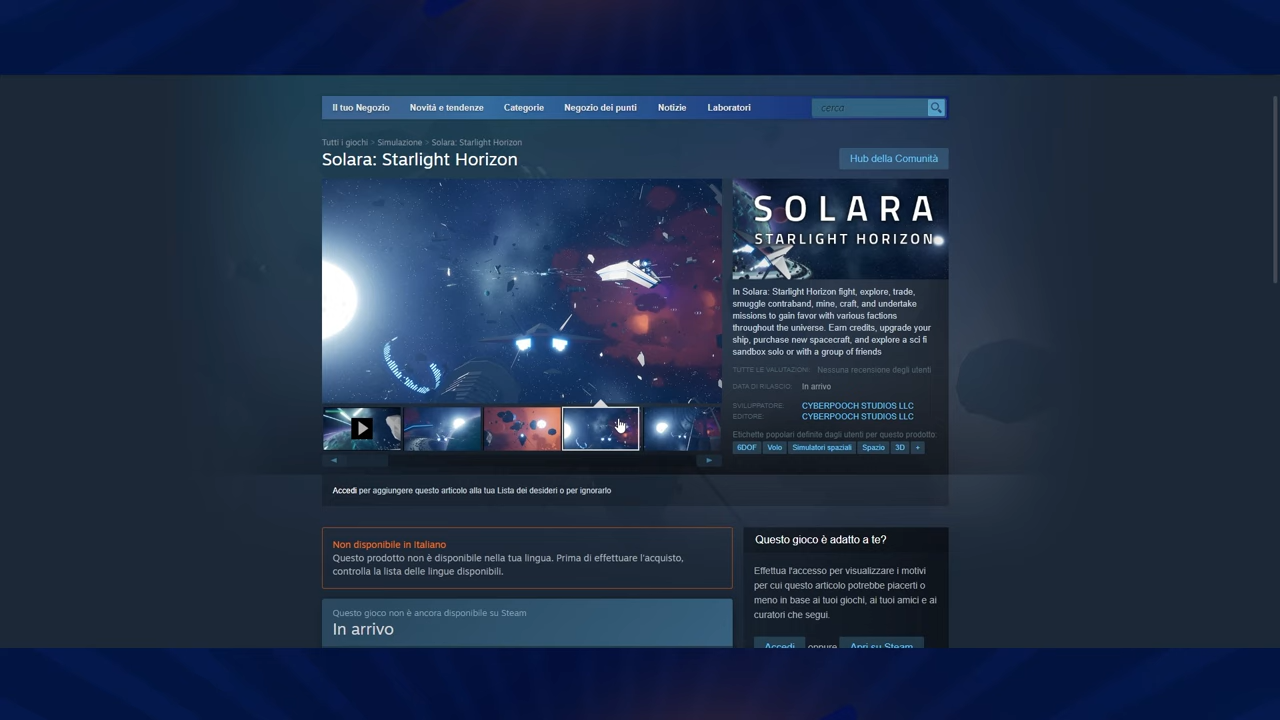 Il tuo Negozio Novità e tendenze Categorie Negozio dei punti Notizie Laboratori cerca
Tutti i giochi > Simulazione > Solara: Starlight Horizon
Solara: Starlight Horizon
Hub della Comunità
SOLARA
STARLIGHT HORIZON
In Solara: Starlight Horizon fight, explore, trade,
smuggle contraband, mine, craft, and undertake
missions to gain favor with various factions
throughout the universe. Earn credits, upgrade your
ship, purchase new spacecraft, and explore a sci fi
sandbox solo or with a group of friends
TUTTE LE VALUTAZIONI: Nessuna recensione degli utenti
DATA DI RILASCIO: In arrivo
SVILUPPATORE: CYBERPOOCH STUDIOS LLC
EDITORE: CYBERPOOCH STUDIOS LLC
Etichette popolari definite dagli utenti per questo prodotto:
6DOF Volo Simulatori spaziali Spazio 3D +
Accedi per aggiungere questo articolo alla tua Lista dei desideri o per ignorarlo
Non disponibile in Italiano
Questo prodotto non è disponibile nella tua lingua. Prima di effettuare l'acquisto,
controlla la lista delle lingue disponibili.
Questo gioco non è ancora disponibile su Steam
In arrivo
Questo gioco è adatto a te?
Effettua l'accesso per visualizzare i motivi
per cui questo articolo potrebbe piacerti o
meno in base ai tuoi giochi, ai tuoi amici e ai
curatori che segui.
Accedi oppure Apri su Steam